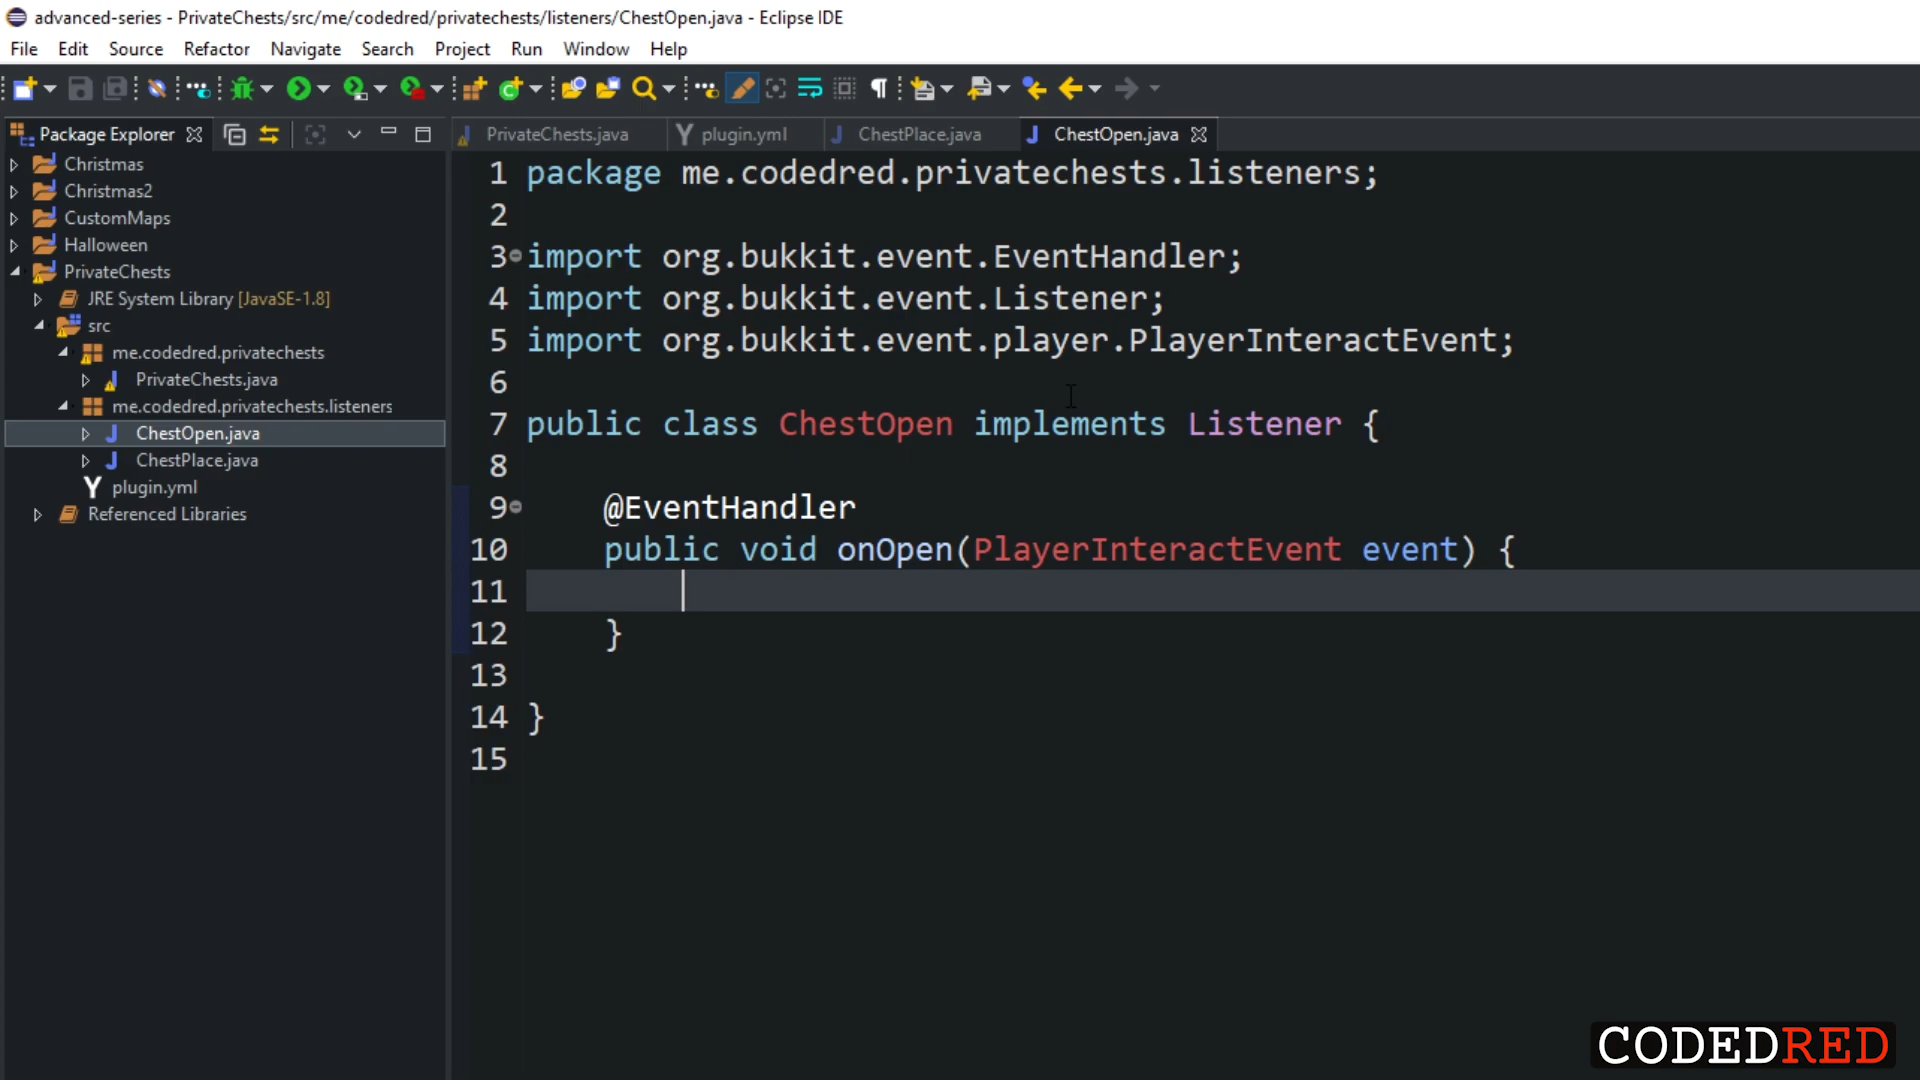 advanced-series - PrivateChests/src/me/codedred/privatechests/listeners/ChestOpen.java - Eclipse IDE
File Edit Source Refactor Navigate Search Project Run Window Help
Package Explorer
PrivateChests.java plugin.yml ChestPlace.java ChestOpen.java
Christmas
Christmas2
CustomMaps
Halloween
PrivateChests
JRE System Library [JavaSE-1.8]
src
me.codedred.privatechests
PrivateChests.java
me.codedred.privatechests.listeners
ChestOpen.java
ChestPlace.java
plugin.yml
Referenced Libraries
1 package me.codedred.privatechests.listeners;
2
3 import org.bukkit.event.EventHandler;
4 import org.bukkit.event.Listener;
5 import org.bukkit.event.player.PlayerInteractEvent;
6
7 public class ChestOpen implements Listener {
8
9 @EventHandler
10 public void onOpen(PlayerInteractEvent event) {
11
12 }
13
14 }
15
CODEDRED